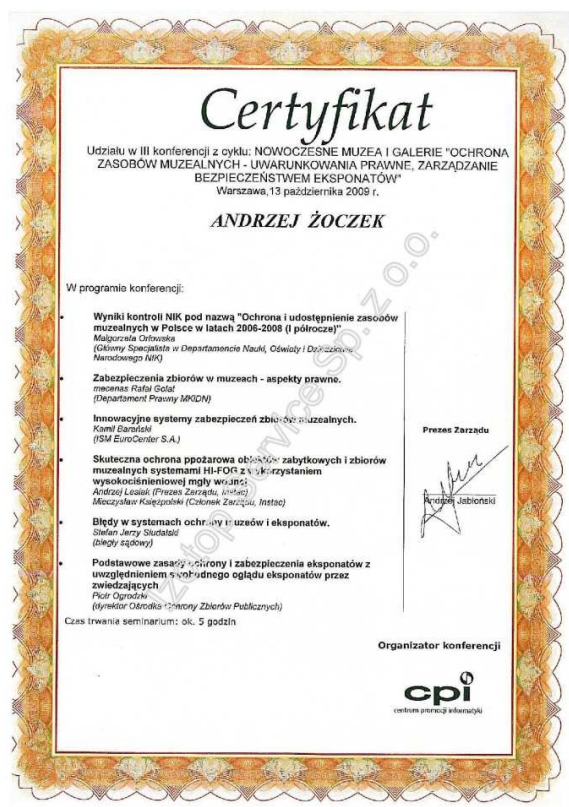 Certyfikat
Udziału w III konferencji z cyklu: NOWOCZESNE MUZEA I GALERIE "OCHRONA
ZASOBÓW MUZEALNYCH - UWARUNKOWANIA PRAWNE, ZARZĄDZANIE
BEZPIECZEŃSTWEM EKSPONATÓW"
Warszawa,13 października 2009 r.
ANDRZEJ ŻOCZEK
W programie konferencji:
Wyniki kontroli NIK pod nazwą "Ochrona i udostępnienie zasobów
muzealnych w Polsce w latach 2006-2008 (I półrocze)"
Małgorzata Orłowska
(Główny Specjalista w Departamencie Nauki, Oświaty i Dziedzictwa
Narodowego NIK)
Zabezpieczenia zbiorów w muzeach - aspekty prawne.
mecenas Rafał Golat
(Departament Prawny MKIDN)
Innowacyjne systemy zabezpieczeń zbiorów muzealnych.
Kamil Barański
(ISM EuroCenter S.A.)
Skuteczna ochrona ppożarowa obiektów zabytkowych i zbiorów
muzealnych systemami HI-FOG z wykorzystaniem
wysokociśnieniowej mgły wodnej
Andrzej Lesiak (Prezes Zarządu, Instac)
Mieczysław Księżpolski (Członek Zarządu, Instac)
Błędy w systemach ochrony muzeów i eksponatów.
Stefan Jerzy Siudalski
(biegły sądowy)
Podstawowe zasady ochrony i zabezpieczenia eksponatów z
uwzględnieniem swobodnego oglądu eksponatów przez
zwiedzających
Piotr Ogrodzki
(dyrektor Ośrodka Ochrony Zbiorów Publicznych)
Czas trwania seminarium: ok. 5 godzin
Prezes Zarządu
Andrzej Jabłoński
Organizator konferencji
cpi
centrum promocji informatyki
Izotop Service Sp. z o.o.